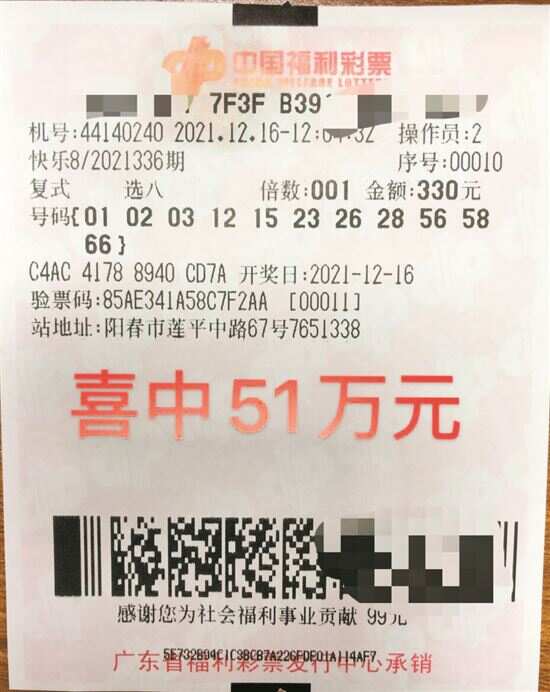 中国福利彩票
7F3F B39
机号:44140240 2021.12.16-12:04:32 操作员:2
快乐8/2021336期 序号:00010
复式 选八 倍数:001 金额:330元
号码{01 02 03 12 15 23 26 28 56 58
66}
C4AC 4178 8940 CD7A 开奖日:2021-12-16
验票码:85AE341A58C7F2AA [00011]
站地址:阳春市莲平中路67号7651338
喜中51万元
感谢您为社会福利事业贡献 99元
广东省福利彩票发行中心承销